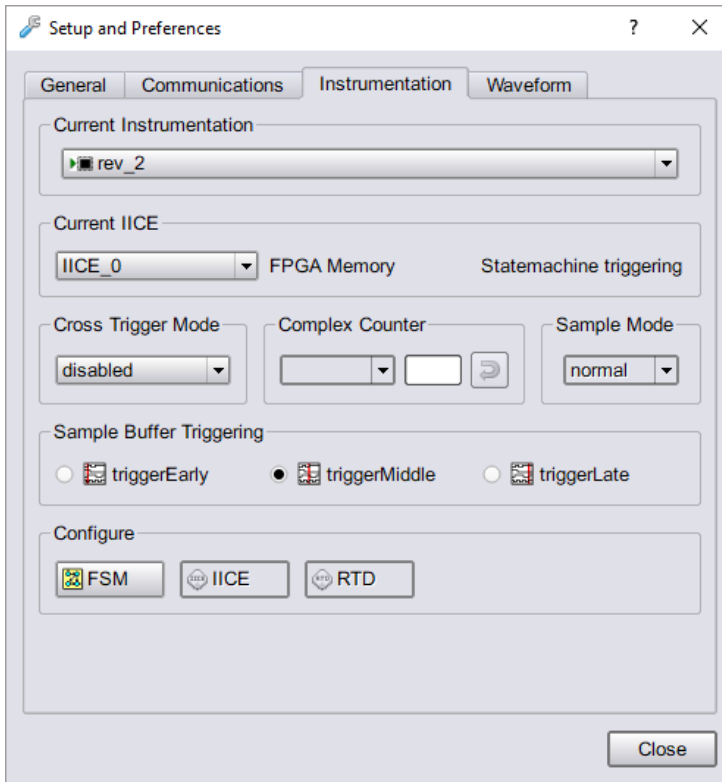 Setup and Preferences ?
General Communications Instrumentation Waveform
Current Instrumentation
rev_2
Current IICE
IICE_0 FPGA Memory Statemachine triggering
Cross Trigger Mode Complex Counter Sample Mode
disabled normal
Sample Buffer Triggering
triggerEarly triggerMiddle triggerLate
Configure
FSM IICE RTD
Close